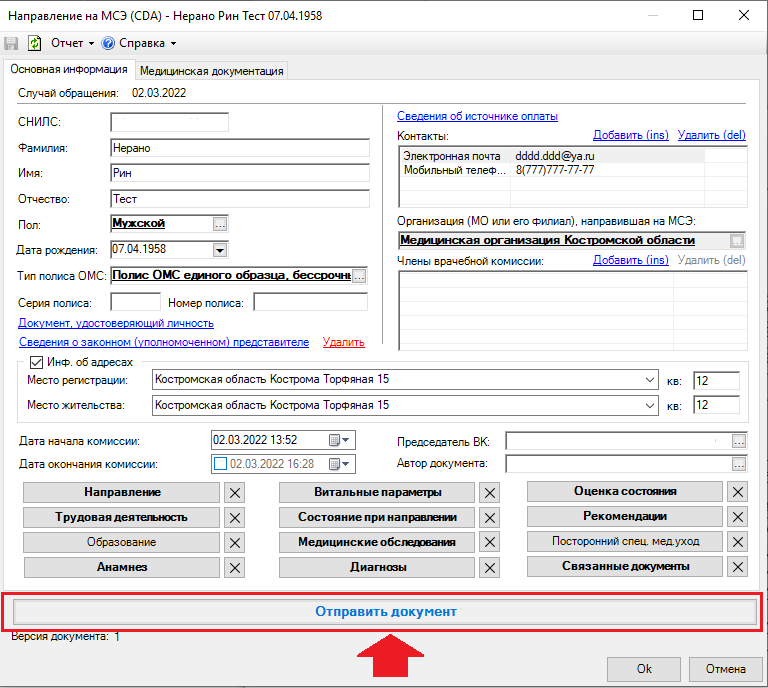 Направление на МСЭ (CDA) - Нерано Рин Тест 07.04.1958
Отчет Справка
Основная информация Медицинская документация
Случай обращения: 02.03.2022
СНИЛС:
Фамилия: Нерано
Имя: Рин
Отчество: Тест
Пол: Мужской ...
Дата рождения: 07.04.1958
Тип полиса ОМС: Полис ОМС единого образца, бессрочн ...
Серия полиса: Номер полиса:
Документ, удостоверяющий личность
Сведения о законном (уполномоченном) представителе Удалить
Сведения об источнике оплаты
Контакты: Добавить (ins) Удалить (del)
Электронная почта dddd.ddd@ya.ru
Мобильный телеф... 8(777)777-77-77
Организация (МО или его филиал), направившая на МСЭ:
Медицинская организация Костромской области ...
Члены врачебной комиссии: Добавить (ins) Удалить (del)
Инф. об адресах
Место регистрации: Костромская область Кострома Торфяная 15 кв: 12
Место жительства: Костромская область Кострома Торфяная 15 кв: 12
Дата начала комиссии: 02.03.2022 13:52 Председатель ВК: ...
Дата окончания комиссии: 02.03.2022 16:28 Автор документа: ...
Направление Витальные параметры Оценка состояния
Трудовая деятельность Состояние при направлении Рекомендации
Образование Медицинские обследования Посторонний спец. мед.уход
Анамнез Диагнозы Связанные документы
Отправить документ
Версия документа: 1
Ok Отмена